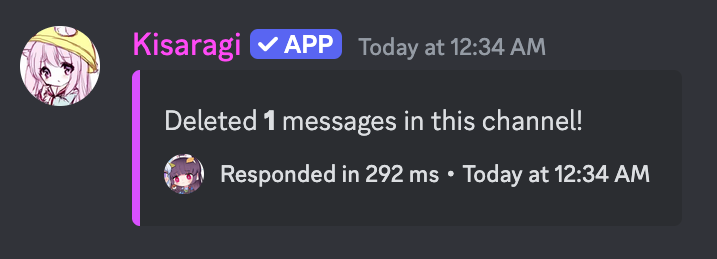 Kisaragi ✓ APP Today at 12:34 AM
Deleted 1 messages in this channel!
Responded in 292 ms • Today at 12:34 AM